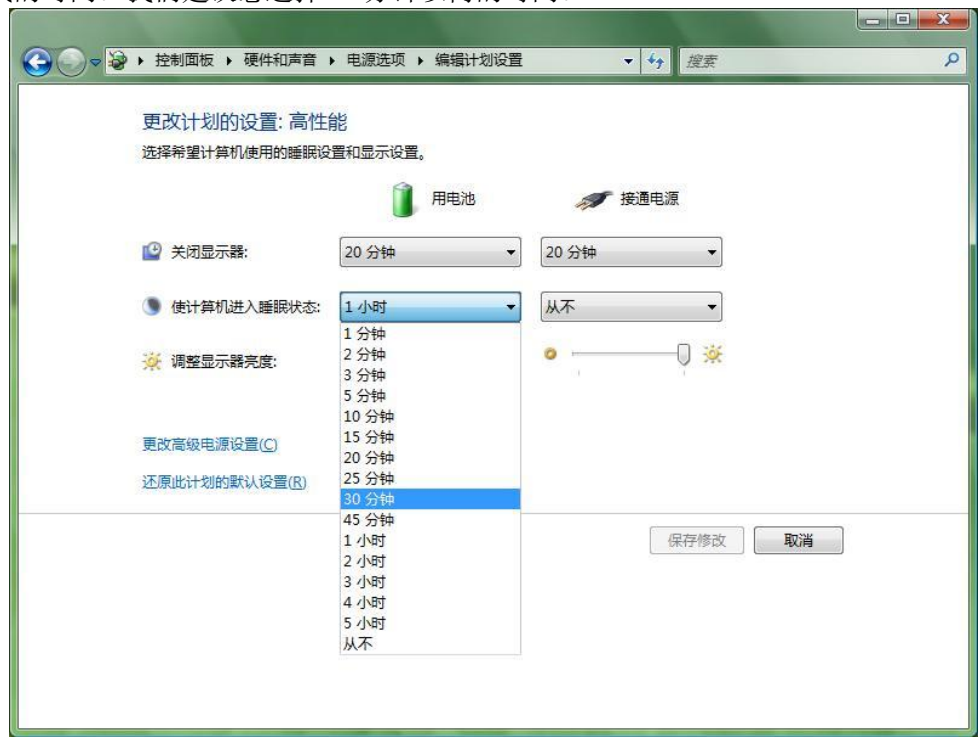 控制面板 ▸ 硬件和声音 ▸ 电源选项 ▸ 编辑计划设置
搜索
更改计划的设置: 高性能
选择希望计算机使用的睡眠设置和显示设置。
用电池 接通电源
关闭显示器: 20 分钟 20 分钟
使计算机进入睡眠状态: 1 小时 从不
1 分钟
2 分钟
调整显示器亮度:
3 分钟
5 分钟
10 分钟
15 分钟
更改高级电源设置(C)
20 分钟
25 分钟
还原此计划的默认设置(R)
30 分钟
45 分钟
1 小时
保存修改 取消
2 小时
3 小时
4 小时
5 小时
从不